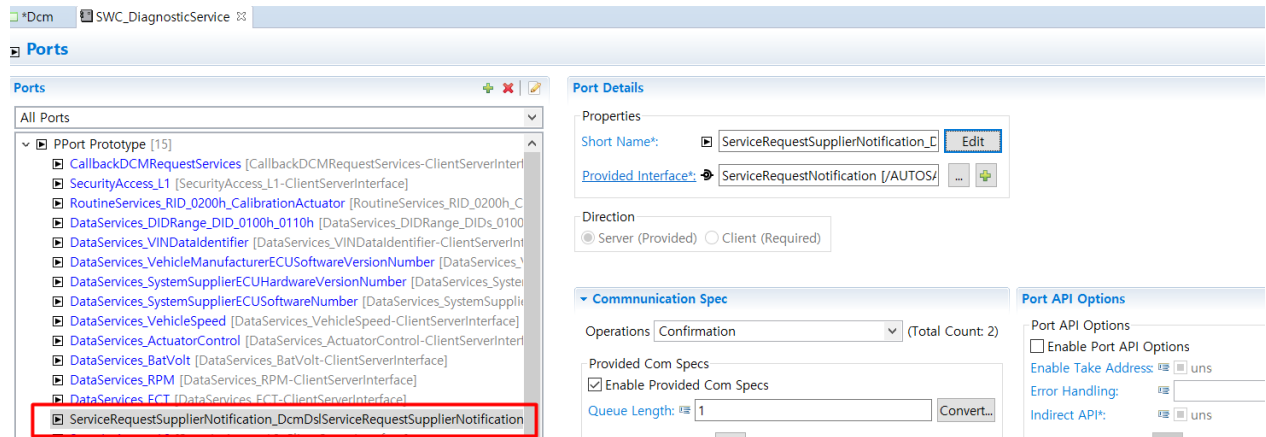 *Dcm SWC_DiagnosticService
Ports
Ports
All Ports
PPort Prototype [15]
CallbackDCMRequestServices [CallbackDCMRequestServices-ClientServerInterf
SecurityAccess_L1 [SecurityAccess_L1-ClientServerInterface]
RoutineServices_RID_0200h_CalibrationActuator [RoutineServices_RID_0200h_C
DataServices_DIDRange_DID_0100h_0110h [DataServices_DIDRange_DIDs_0100
DataServices_VINDataIdentifier [DataServices_VINDataIdentifier-ClientServerInt
DataServices_VehicleManufacturerECUSoftwareVersionNumber [DataServices_V
DataServices_SystemSupplierECUHardwareVersionNumber [DataServices_Syste
DataServices_SystemSupplierECUSoftwareNumber [DataServices_SystemSupplie
DataServices_VehicleSpeed [DataServices_VehicleSpeed-ClientServerInterface]
DataServices_ActuatorControl [DataServices_ActuatorControl-ClientServerInterf
DataServices_BatVolt [DataServices_BatVolt-ClientServerInterface]
DataServices_RPM [DataServices_RPM-ClientServerInterface]
DataServices_ECT [DataServices_ECT-ClientServerInterface]
ServiceRequestSupplierNotification_DcmDslServiceRequestSupplierNotification
Port Details
Properties
Short Name*: ServiceRequestSupplierNotification_D Edit
Provided Interface*: ServiceRequestNotification [/AUTOSA ...
Direction
Server (Provided) Client (Required)
Commnunication Spec
Operations Confirmation (Total Count: 2)
Provided Com Specs
Enable Provided Com Specs
Queue Length: 1 Convert...
Port API Options
Port API Options
Enable Port API Options
Enable Take Address: uns
Error Handling:
Indirect API*: uns